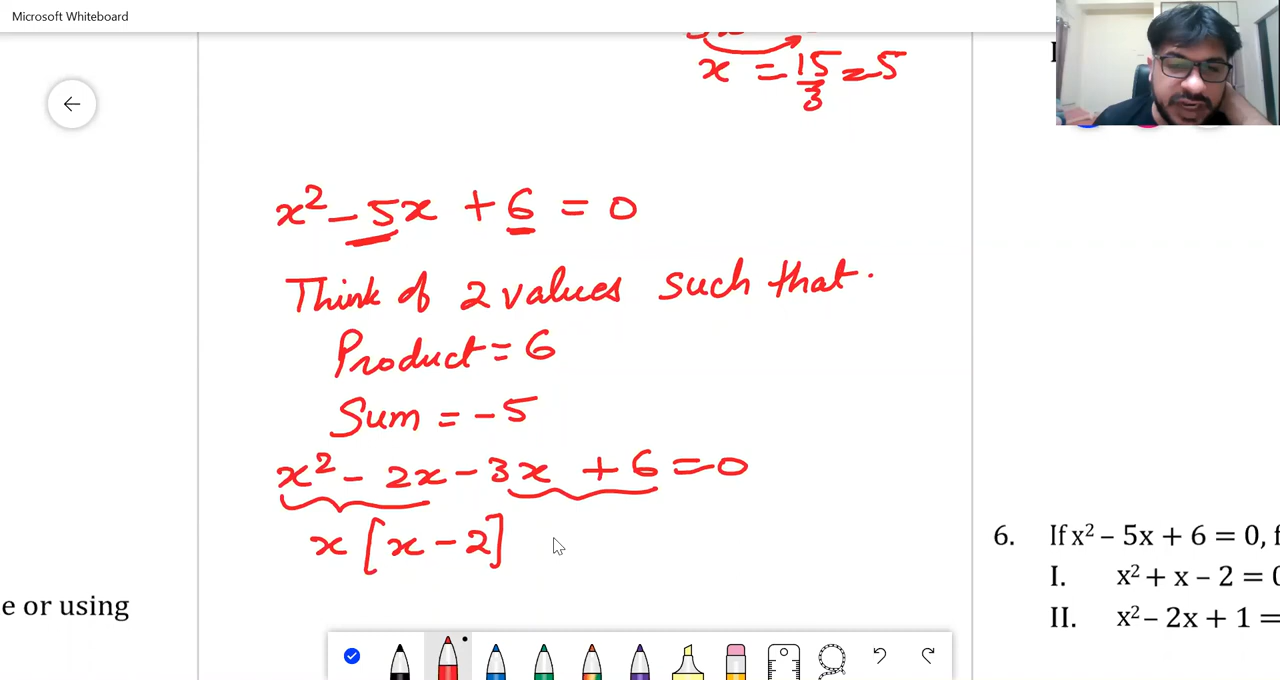 Microsoft Whiteboard
x = 15/3 = 5
x² - 5x + 6 = 0
Think of 2 values such that.
Product = 6
Sum = -5
x² - 2x - 3x + 6 = 0
x [x - 2]
e or using
6. If x² – 5x + 6 = 0, f
I. x² + x – 2 = 0
II. x² – 2x + 1 =